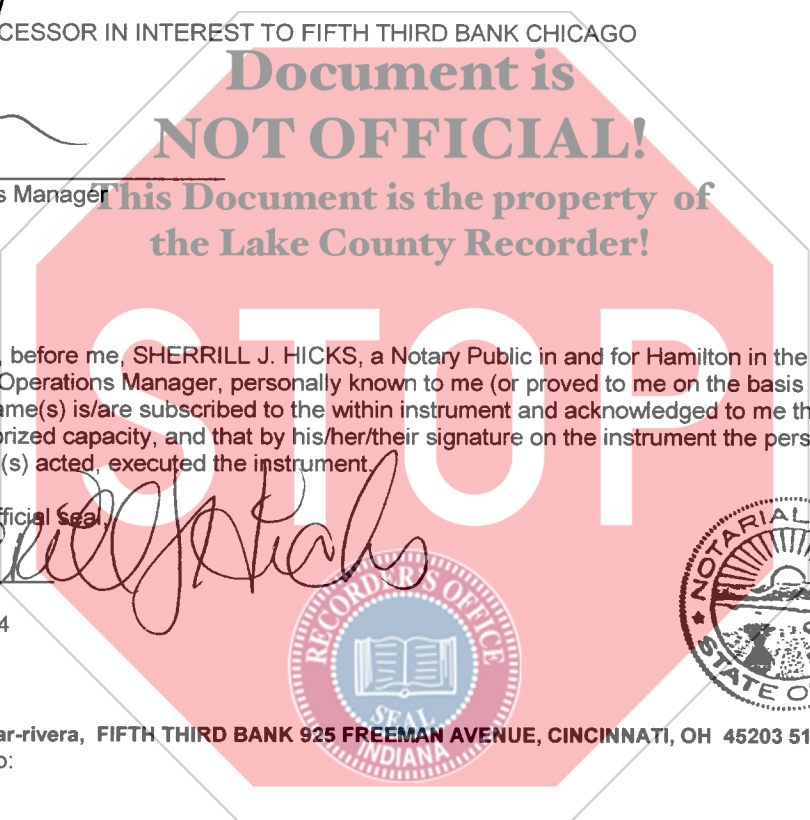 CESSOR IN INTEREST TO FIFTH THIRD BANK CHICAGO
Document is
NOT OFFICIAL!
s Manager
This Document is the property of
the Lake County Recorder!
STOP
, before me, SHERRILL J. HICKS, a Notary Public in and for Hamilton in the
Operations Manager, personally known to me (or proved to me on the basis
ame(s) is/are subscribed to the within instrument and acknowledged to me th
orized capacity, and that by his/her/their signature on the instrument the pers
(s) acted, executed the instrument.
ficial seal,
Hicks
NOTARIAL
STATE O
RECORDER'S OFFICE
SEAL
INDIANA
4
ar-rivera, FIFTH THIRD BANK 925 FREEMAN AVENUE, CINCINNATI, OH 45203 51
o: